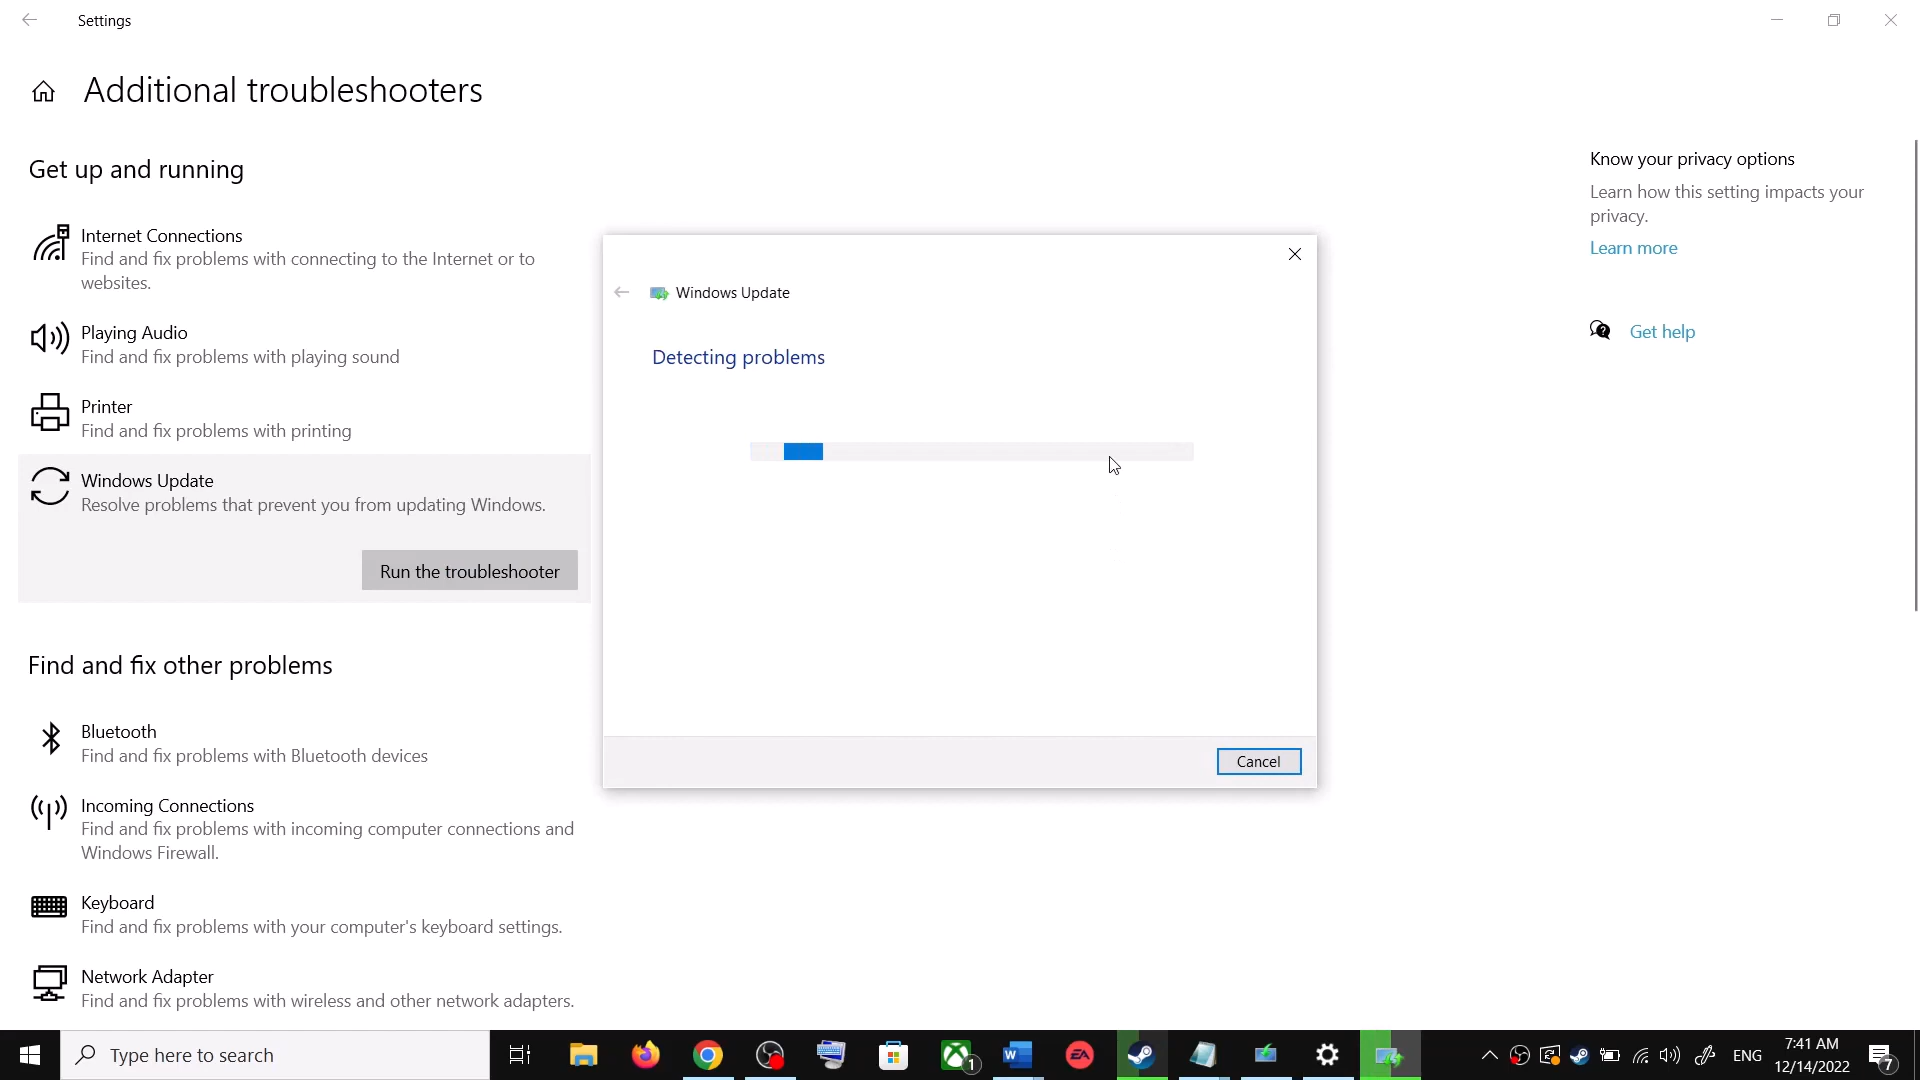 Settings
Additional troubleshooters
Get up and running
Internet Connections
Find and fix problems with connecting to the Internet or to
websites.
Playing Audio
Find and fix problems with playing sound
Printer
Find and fix problems with printing
Windows Update
Resolve problems that prevent you from updating Windows.
Run the troubleshooter
Find and fix other problems
Bluetooth
Find and fix problems with Bluetooth devices
Incoming Connections
Find and fix problems with incoming computer connections and
Windows Firewall.
Keyboard
Find and fix problems with your computer's keyboard settings.
Network Adapter
Find and fix problems with wireless and other network adapters.
Windows Update
Detecting problems
Cancel
Know your privacy options
Learn how this setting impacts your
privacy.
Learn more
Get help
Type here to search
1
W
EA
ENG
7:41 AM
12/14/2022
7